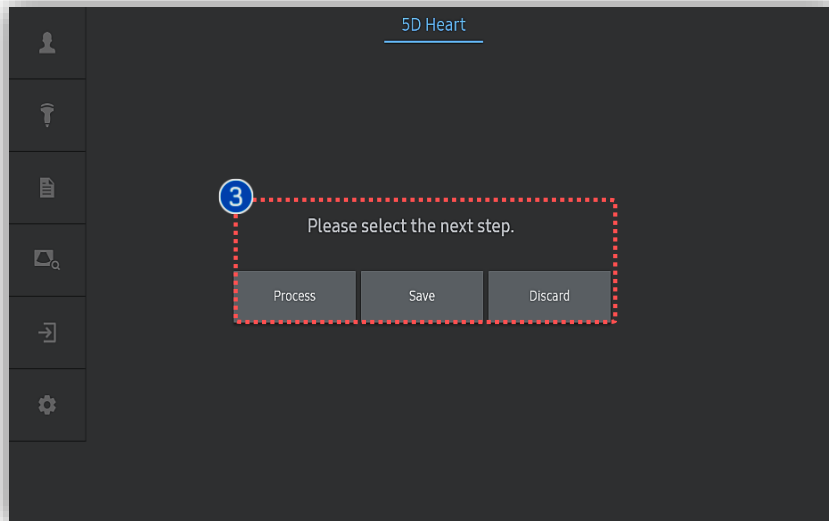 5D Heart
3
Please select the next step.
Process
Save
Discard